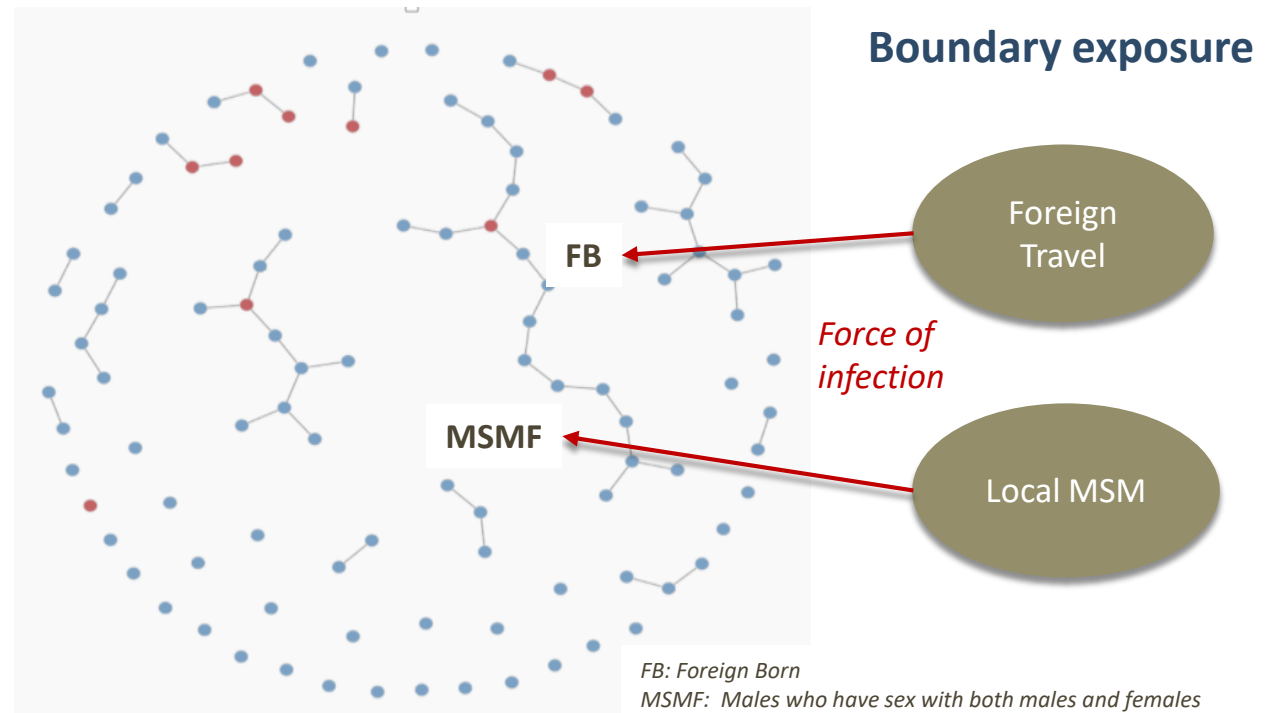 Boundary exposure
Foreign
Travel
FB
Force of
infection
MSMF
Local MSM
FB: Foreign Born
MSMF: Males who have sex with both males and females